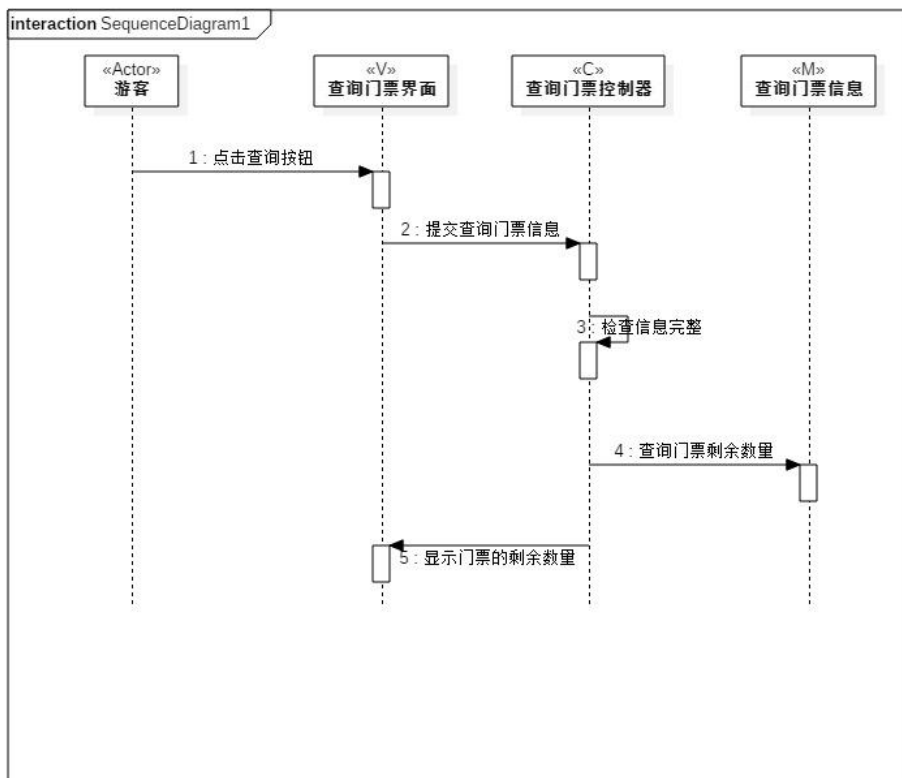 interaction SequenceDiagram1
«Actor»
游客
«V»
查询门票界面
«C»
查询门票控制器
«M»
查询门票信息
1 : 点击查询按钮
2 : 提交查询门票信息
3 : 检查信息完整
4 : 查询门票剩余数量
5 : 显示门票的剩余数量